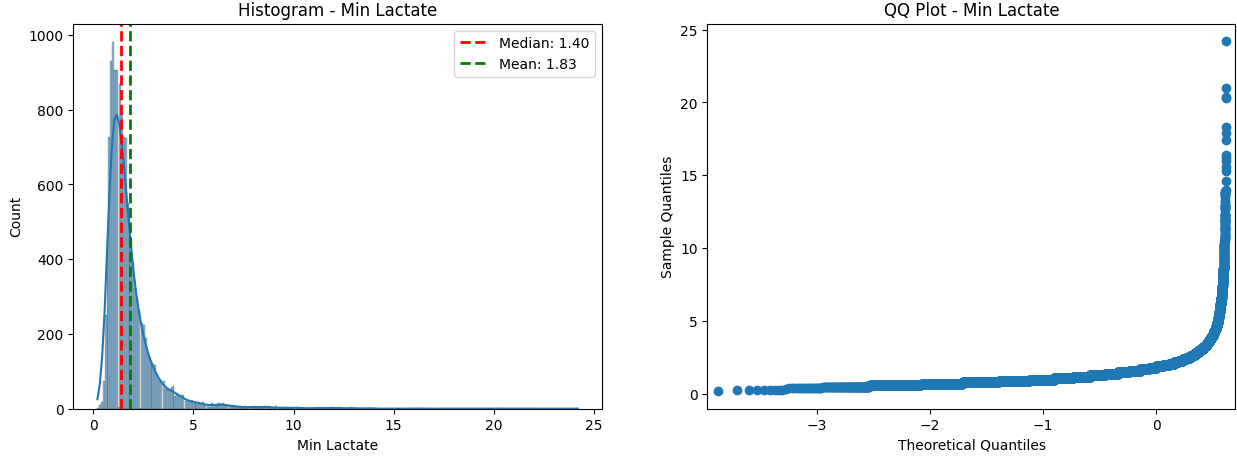 Histogram - Min Lactate
Median: 1.40
Mean: 1.83
Count
1000
800
600
400
200
0
0 5 10 15 20 25
Min Lactate
QQ Plot - Min Lactate
Sample Quantiles
25
20
15
10
5
0
−3 −2 −1 0
Theoretical Quantiles